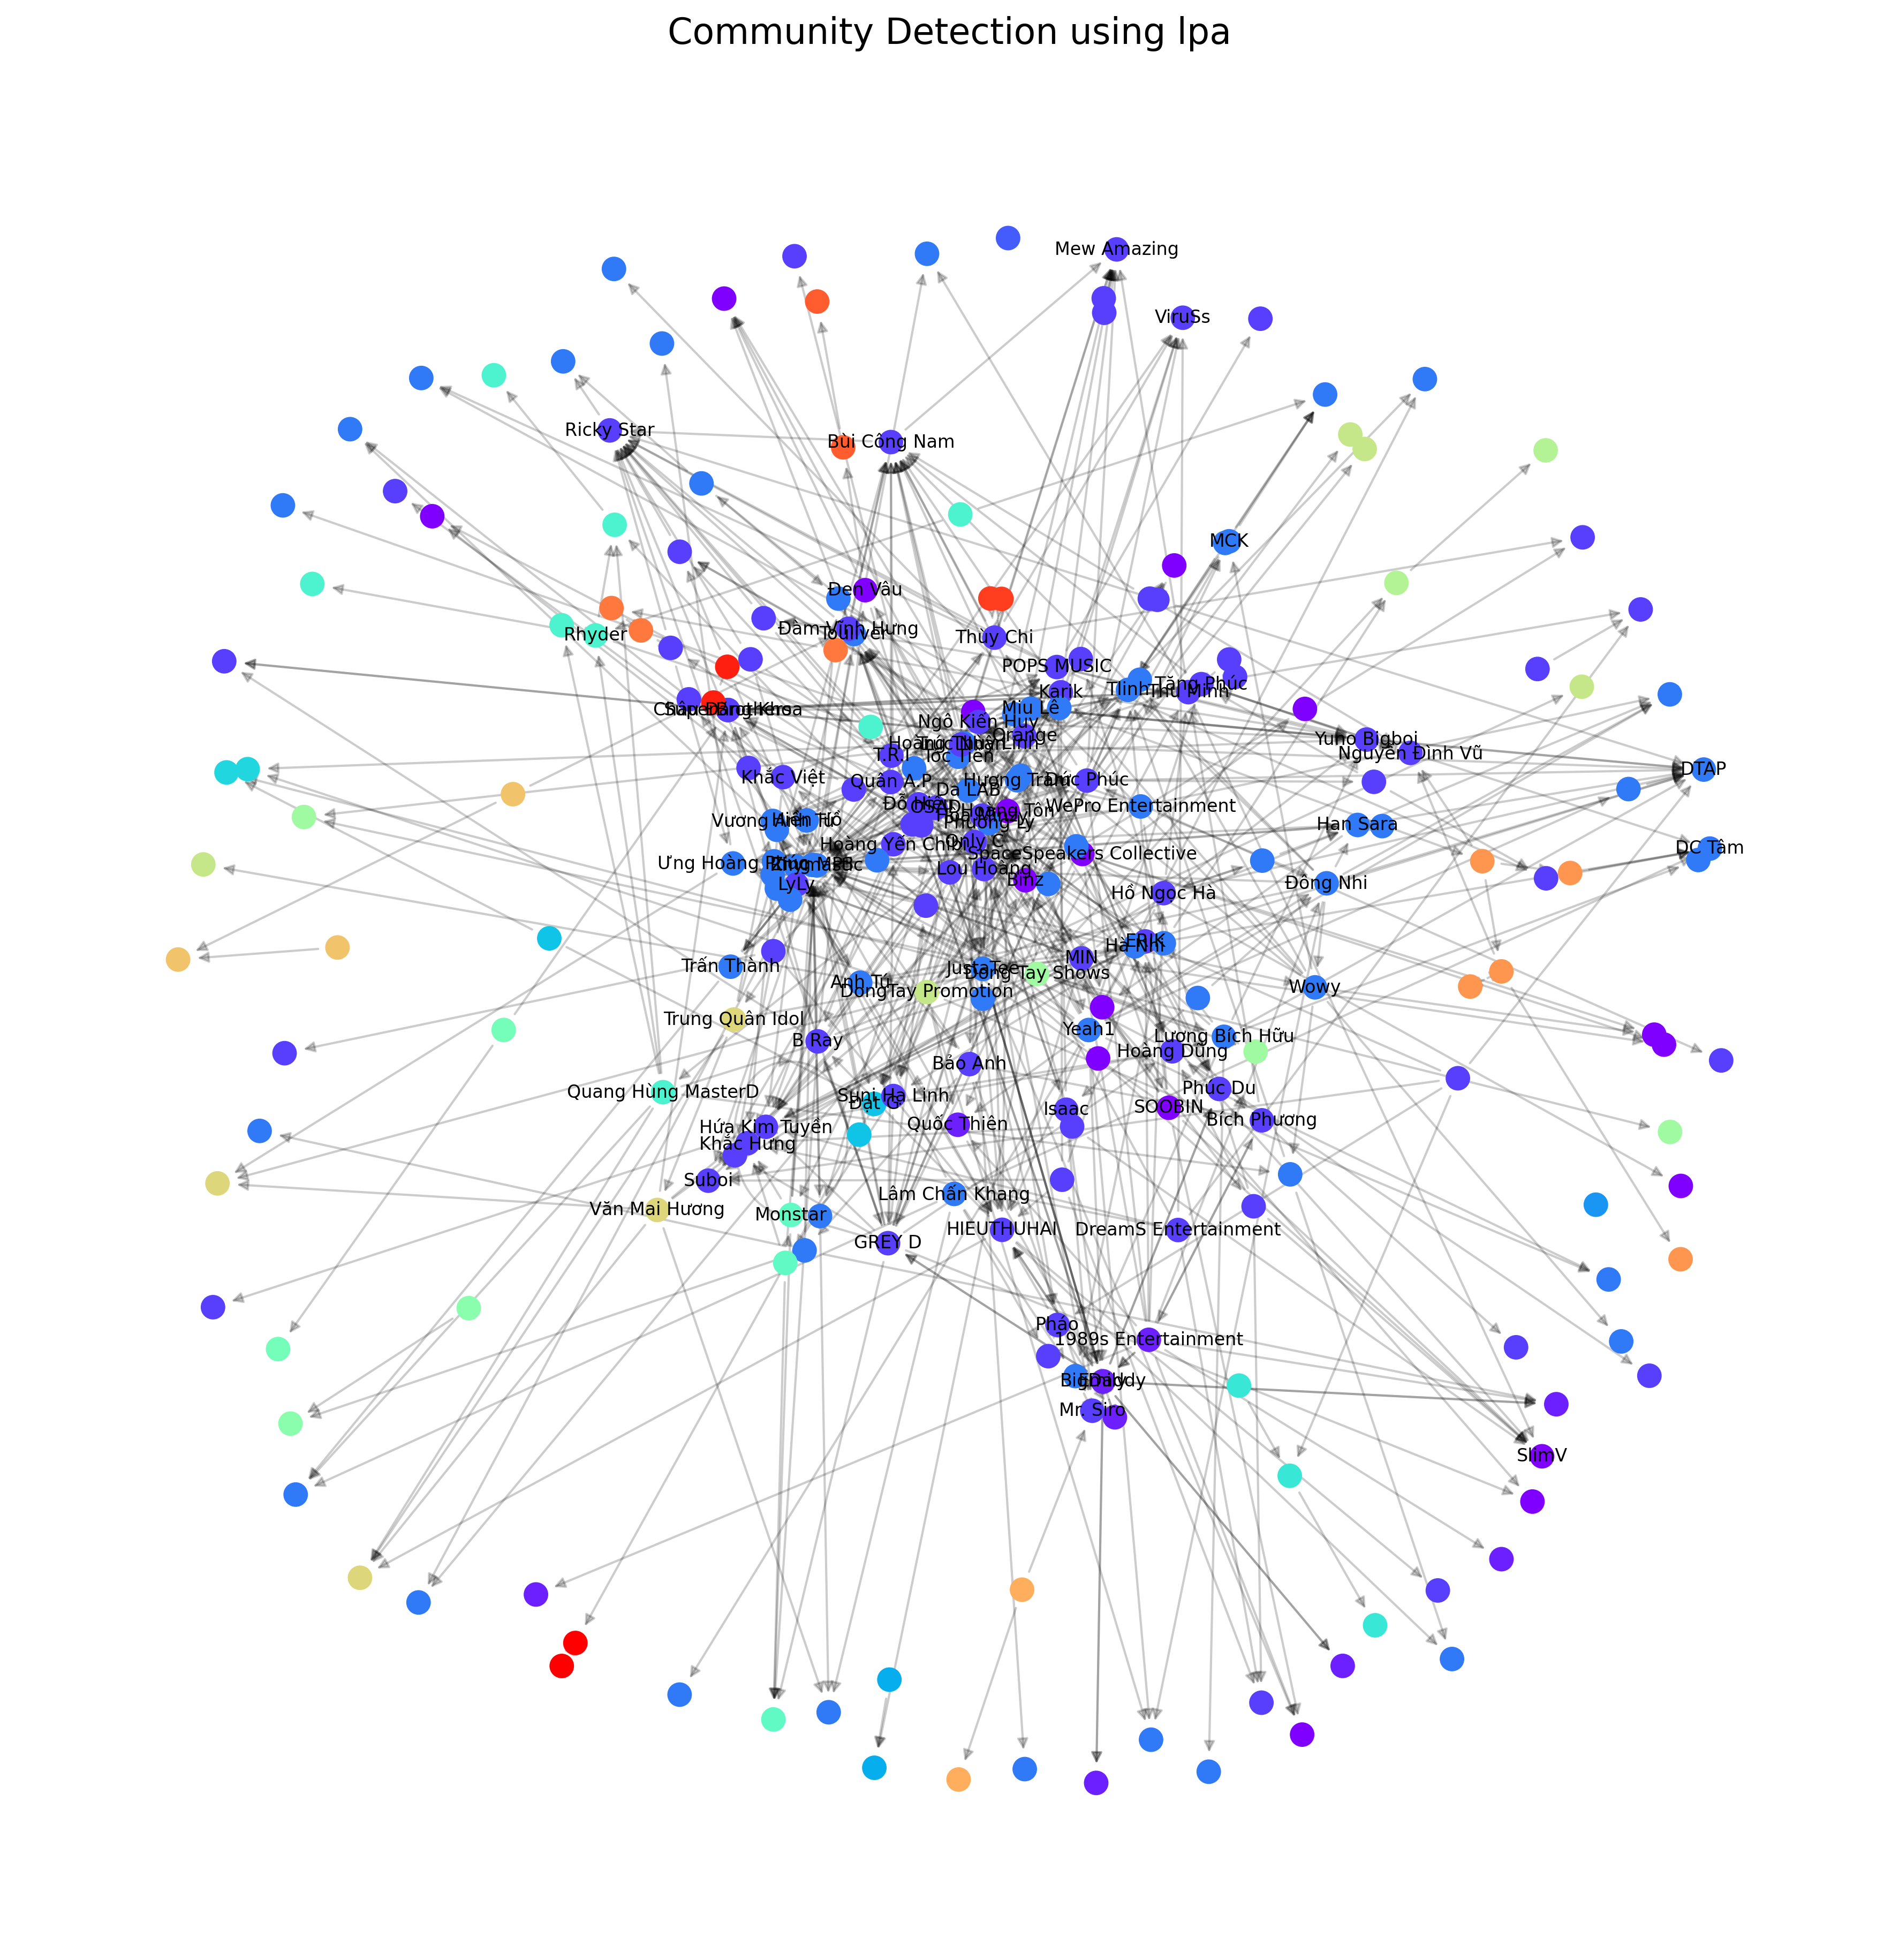 Community Detection using lpa
Mew Amazing
ViruSs
Ricky Star
Bùi Công Nam
MCK
Đen Vâu
Đàm Vĩnh Hưng
Touliver
Rhyder
Thùy Chi
POPS MUSIC
Karik
Tlinh
Tăng Phúc
Thu Minh
Miu Lê
Ngô Kiến Huy
Orange
Yuno Bigboi
Nguyễn Đình Vũ
T.R.I
Tóc Tiên
DTAP
Khắc Việt
Quân A.P
Hương Tràm
Đức Phúc
Da LAB
WePro Entertainment
OSAD
Phương Ly
Han Sara
Vương Anh Tú
Hoàng Yến Chibi
Only C
SpaceSpeakers Collective
DC Tâm
Ưng Hoàng Phúc
Lou Hoàng
LyLy
Binz
Đông Nhi
Hồ Ngọc Hà
ERIK
Hà Nhi
MIN
Trấn Thành
JustaTee
Đông Tây Shows
Anh Tú
DongTay Promotion
Wowy
Trung Quân Idol
Yeah1
Lương Bích Hữu
B Ray
Hoàng Dũng
Bảo Anh
Quang Hùng MasterD
Suni Hạ Linh
Đạt G
Phúc Du
Isaac
SOOBIN
Bích Phương
Hứa Kim Tuyền
Quốc Thiên
Khắc Hưng
Suboi
Lâm Chấn Khang
Văn Mai Hương
Monstar
GREY D
HIEUTHUHAI
DreamS Entertainment
Pháo
1989s Entertainment
BigDaddy
Emily
Mr. Siro
SlimV